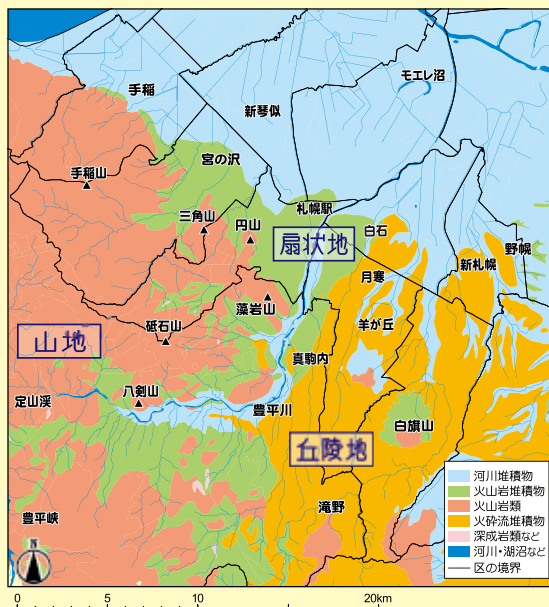 手稲
新琴似
モエレ沼
宮の沢
手稲山
三角山
円山
札幌駅
扇状地
白石
野幌
新札幌
月寒
藻岩山
羊が丘
砥石山
山地
真駒内
八剣山
定山渓
豊平川
白旗山
丘陵地
滝野
豊平峡
N
河川堆積物
火山岩堆積物
火山岩類
火砕流堆積物
深成岩類など
河川・湖沼など
区の境界
0 5 10 20km